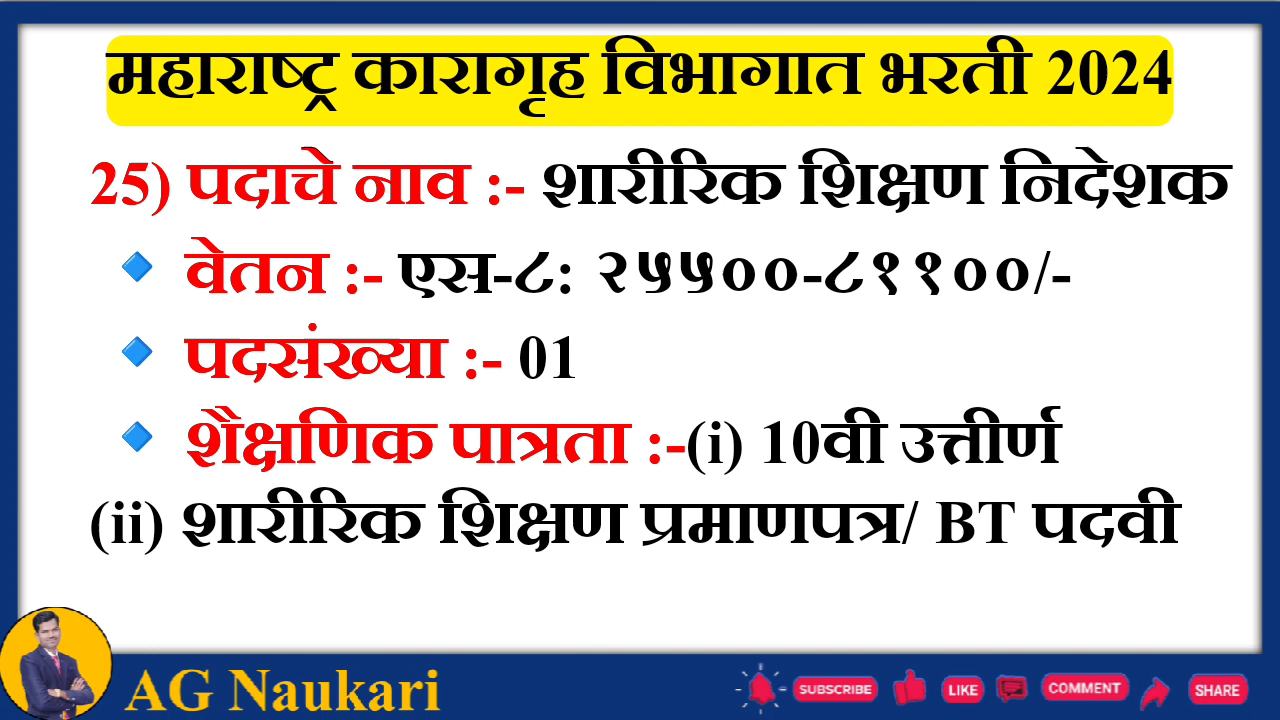 महाराष्ट्र कारागृह विभागात भरती 2024
25) पदाचे नाव :- शारीरिक शिक्षण निदेशक
वेतन :- एस-८: २५५००-८११००/-
पदसंख्या :- 01
शैक्षणिक पात्रता :-(i) 10वी उत्तीर्ण
(ii) शारीरिक शिक्षण प्रमाणपत्र/ BT पदवी
AG Naukari
SUBSCRIBE LIKE COMMENT SHARE